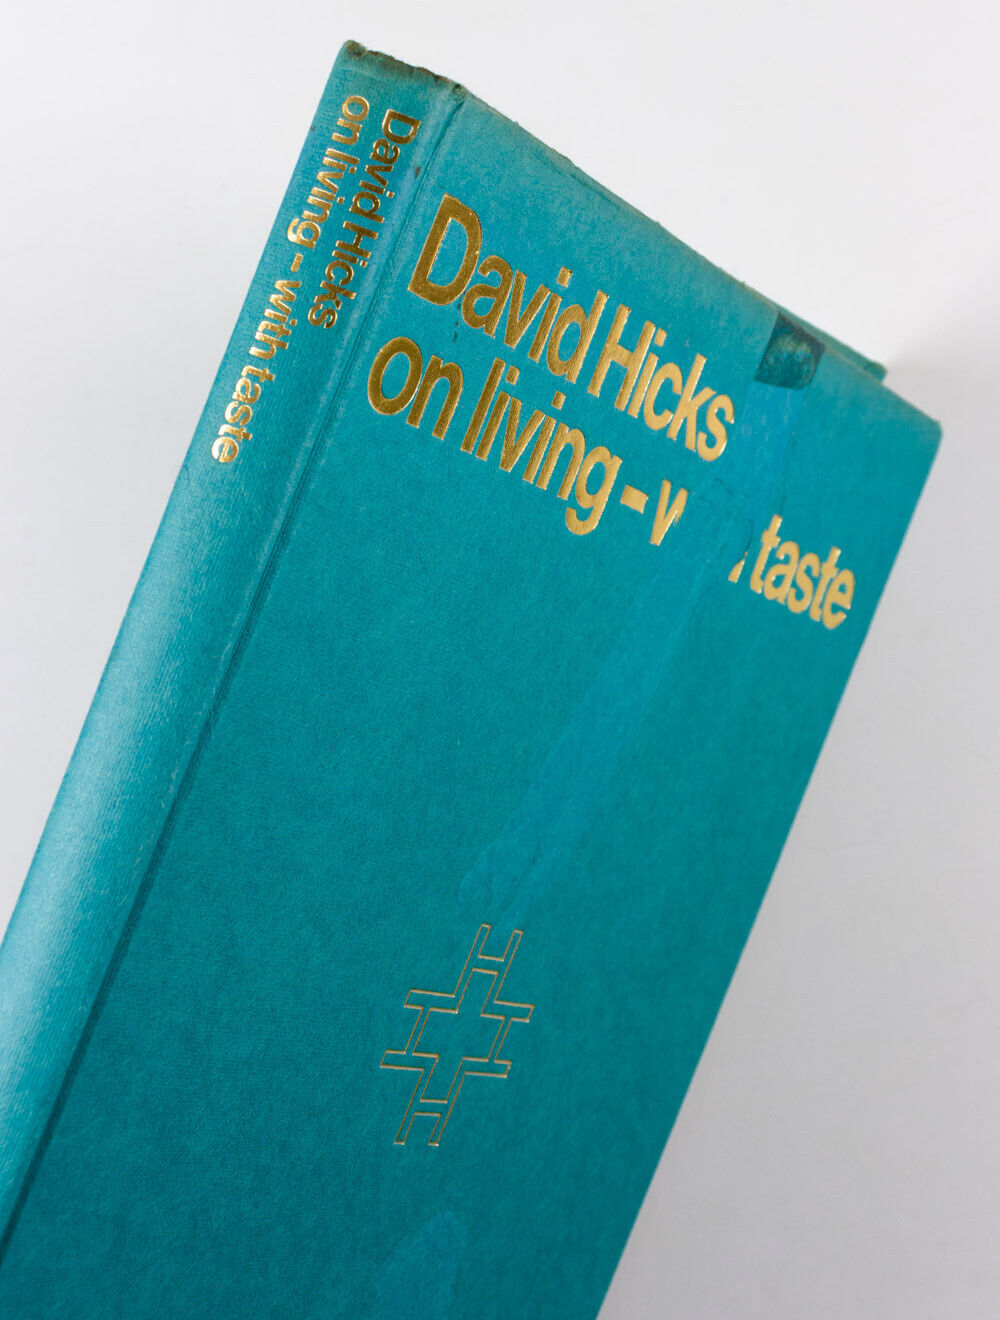 David Hicks
on living - with taste
David Hicks
on living - w taste